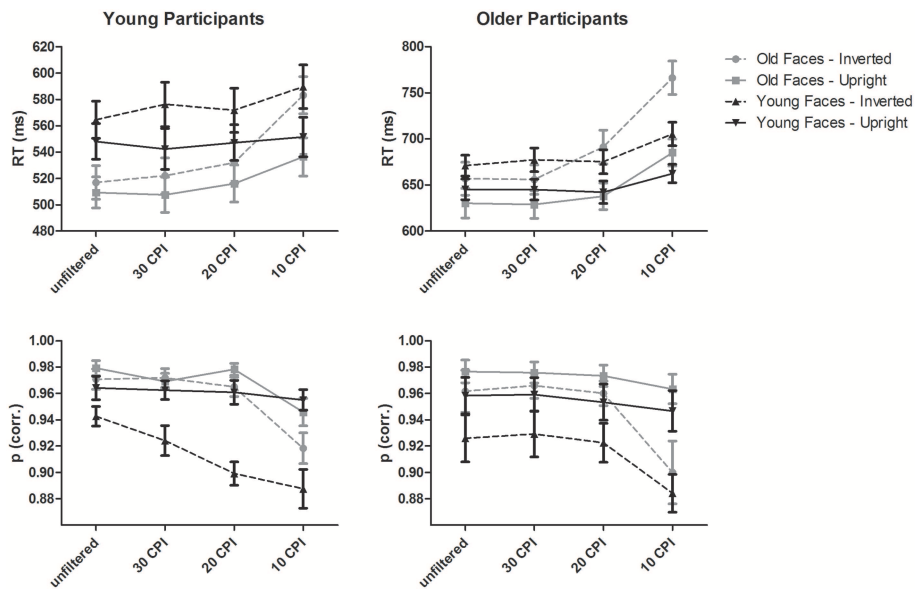 Young Participants
Older Participants
RT (ms)
620
600
580
560
540
520
500
480
unfiltered
30 CPI
20 CPI
10 CPI
RT (ms)
800
750
700
650
600
unfiltered
30 CPI
20 CPI
10 CPI
Old Faces - Inverted
Old Faces - Upright
Young Faces - Inverted
Young Faces - Upright
p (corr.)
1.00
0.98
0.96
0.94
0.92
0.90
0.88
unfiltered
30 CPI
20 CPI
10 CPI
p (corr.)
1.00
0.98
0.96
0.94
0.92
0.90
0.88
unfiltered
30 CPI
20 CPI
10 CPI